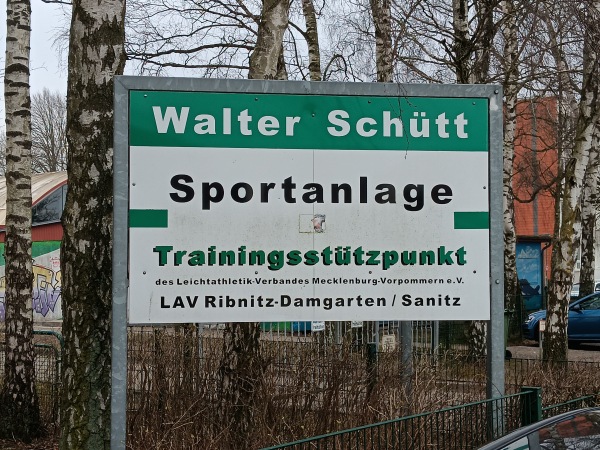 Walter Schütt
Sportanlage
Trainingsstützpunkt
des Leichtathletik-Verbandes Mecklenburg-Vorpommern e.V.
LAV Ribnitz-Damgarten / Sanitz